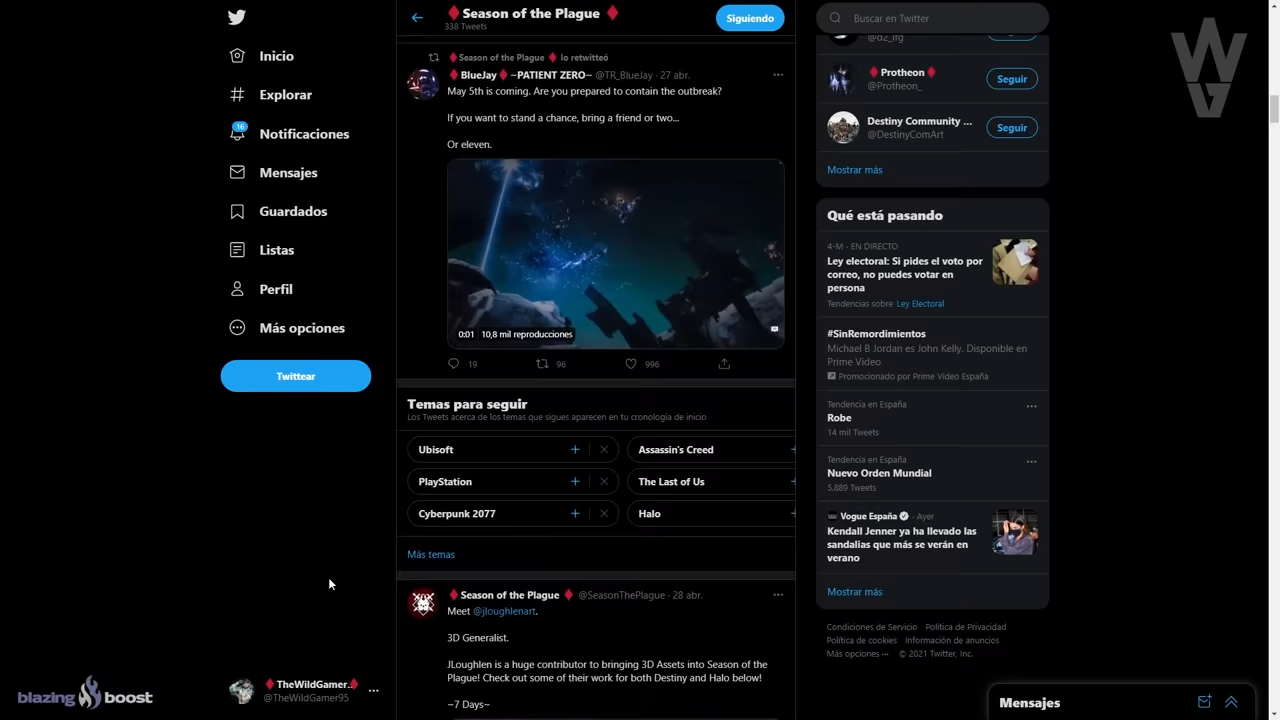 Inicio
Explorar
16
Notificaciones
Mensajes
Guardados
Listas
Perfil
Más opciones
Twittear
TheWildGamer..
@TheWildGamer95
blazing boost
Season of the Plague
338 Tweets
Siguiendo
Season of the Plague lo retwitteó
BlueJay ~PATIENT ZERO~ @TR_BlueJay · 27 abr.
May 5th is coming. Are you prepared to contain the outbreak?
If you want to stand a chance, bring a friend or two...
Or eleven.
0:01 10,8 mil reproducciones
19 96 996
Temas para seguir
Los Tweets acerca de los temas que sigues aparecen en tu cronología de inicio
Ubisoft
Assassin's Creed
PlayStation
The Last of Us
Cyberpunk 2077
Halo
Más temas
Season of the Plague @SeasonThePlague · 28 abr.
Meet @jloughlenart.
3D Generalist.
JLoughlen is a huge contributor to bringing 3D Assets into Season of the
Plague! Check out some of their work for both Destiny and Halo below!
~7 Days~
Buscar en Twitter
@d2_lfg
Protheon
@Protheon_
Seguir
Destiny Community ...
@DestinyComArt
Seguir
Mostrar más
Qué está pasando
4-M · EN DIRECTO
Ley electoral: Si pides el voto por
correo, no puedes votar en
persona
Tendencias sobre Ley Electoral
#SinRemordimientos
Michael B Jordan es John Kelly. Disponible en
Prime Video
Promocionado por Prime Video España
Tendencia en España
Robe
14 mil Tweets
Tendencia en España
Nuevo Orden Mundial
5.889 Tweets
Vogue España · Ayer
Kendall Jenner ya ha llevado las
sandalias que más se verán en
verano
Mostrar más
Condiciones de Servicio Política de Privacidad
Política de cookies Información de anuncios
Más opciones ··· © 2021 Twitter, Inc.
Mensajes